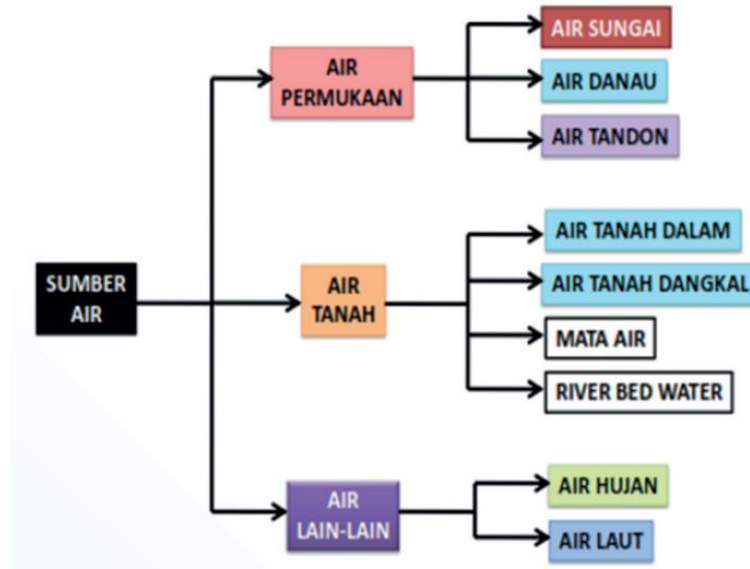 SUMBER
AIR
AIR
PERMUKAAN
AIR SUNGAI
AIR DANAU
AIR TANDON
AIR
TANAH
AIR TANAH DALAM
AIR TANAH DANGKAL
MATA AIR
RIVER BED WATER
AIR
LAIN-LAIN
AIR HUJAN
AIR LAUT